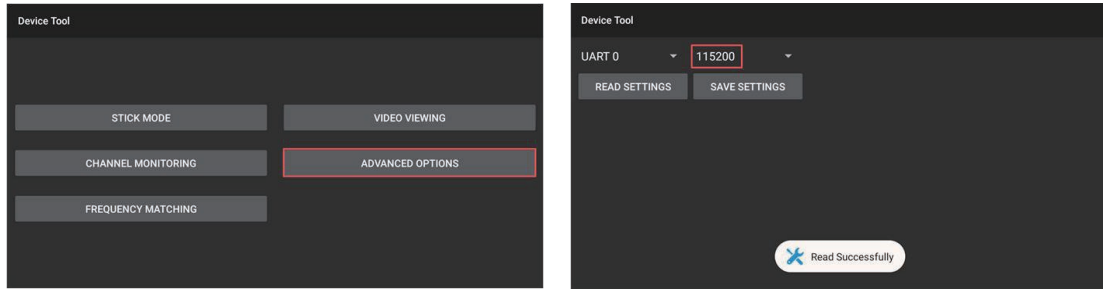 Device Tool
STICK MODE
VIDEO VIEWING
CHANNEL MONITORING
ADVANCED OPTIONS
FREQUENCY MATCHING
Device Tool
UART 0
115200
READ SETTINGS
SAVE SETTINGS
Read Successfully